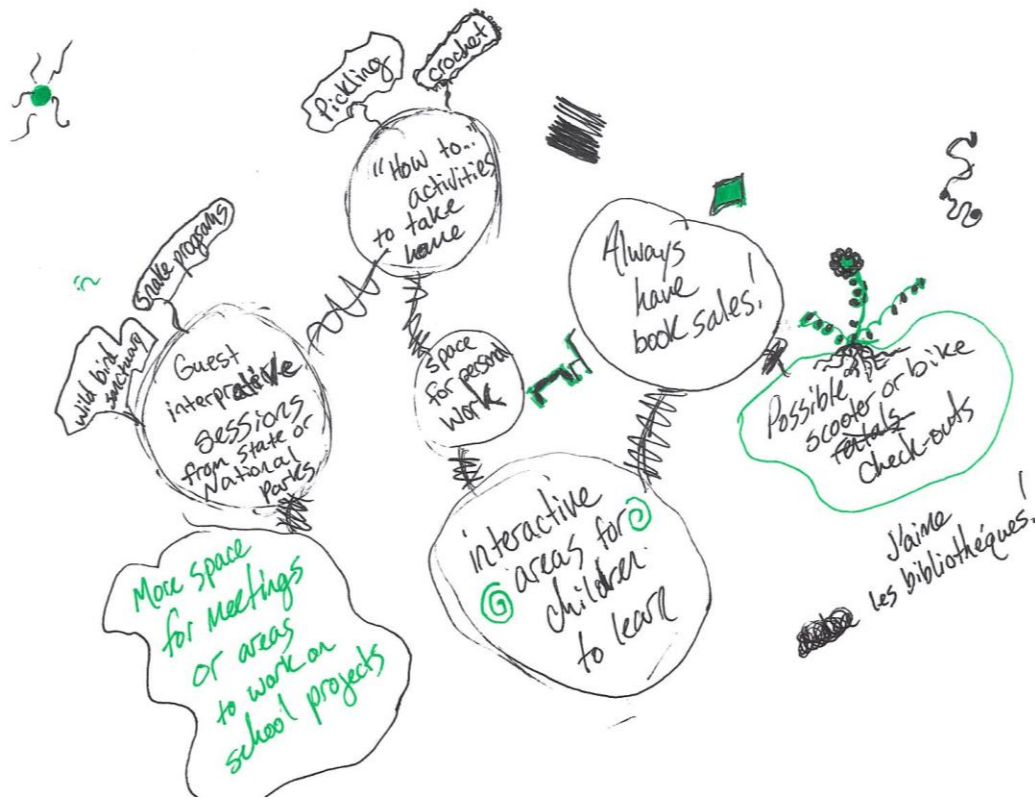 Pickling
crochet
"How to..."
activities
to take
home
Snake programs
wild bird
sanctuary
Guest
interpretive
sessions
from state or
National
Parks
space
for personal
work
Always
have
book sales!
Possible
scooter or bike
rentals
check-outs
interactive
areas for
children
to learn
More space
for meetings
or areas
to work on
school projects
J'aime
les bibliothéques!